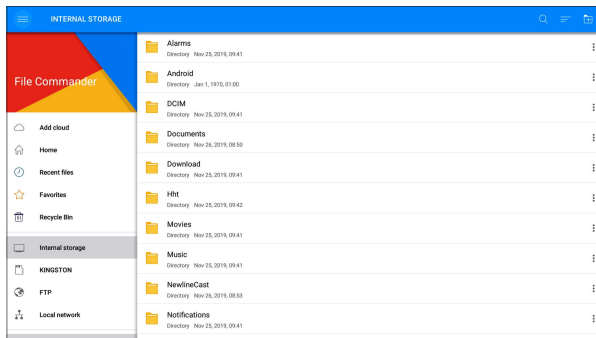 INTERNAL STORAGE
File Commander
Add cloud
Home
Recent files
Favorites
Recycle Bin
Internal storage
KINGSTON
FTP
Local network
Alarms
Directory Nov 25, 2019, 09:41
Android
Directory Jan 1, 1970, 01:00
DCIM
Directory Nov 25, 2019, 09:41
Documents
Directory Nov 26, 2019, 08:50
Download
Directory Nov 25, 2019, 09:41
Hht
Directory Nov 25, 2019, 09:42
Movies
Directory Nov 25, 2019, 09:41
Music
Directory Nov 25, 2019, 09:41
NewlineCast
Directory Nov 26, 2019, 08:53
Notifications
Directory Nov 25, 2019, 09:41